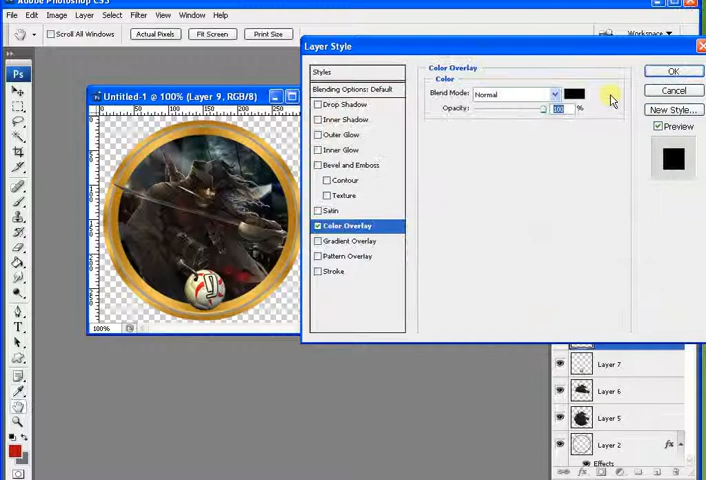 Adobe Photoshop CS3
File Edit Image Layer Select Filter View Window Help
Scroll All Windows Actual Pixels Fit Screen Print Size Workspace
Layer Style
Ps
Untitled-1 @ 100% (Layer 9, RGB/8)
Styles
Blending Options: Default
Drop Shadow
Inner Shadow
Outer Glow
Inner Glow
Bevel and Emboss
Contour
Texture
Satin
Color Overlay
Gradient Overlay
Pattern Overlay
Stroke
Color Overlay
Color
Blend Mode: Normal
Opacity: 100 %
OK
Cancel
New Style...
Preview
100%
Layer 7
Layer 6
Layer 5
Layer 2 fx
Effects